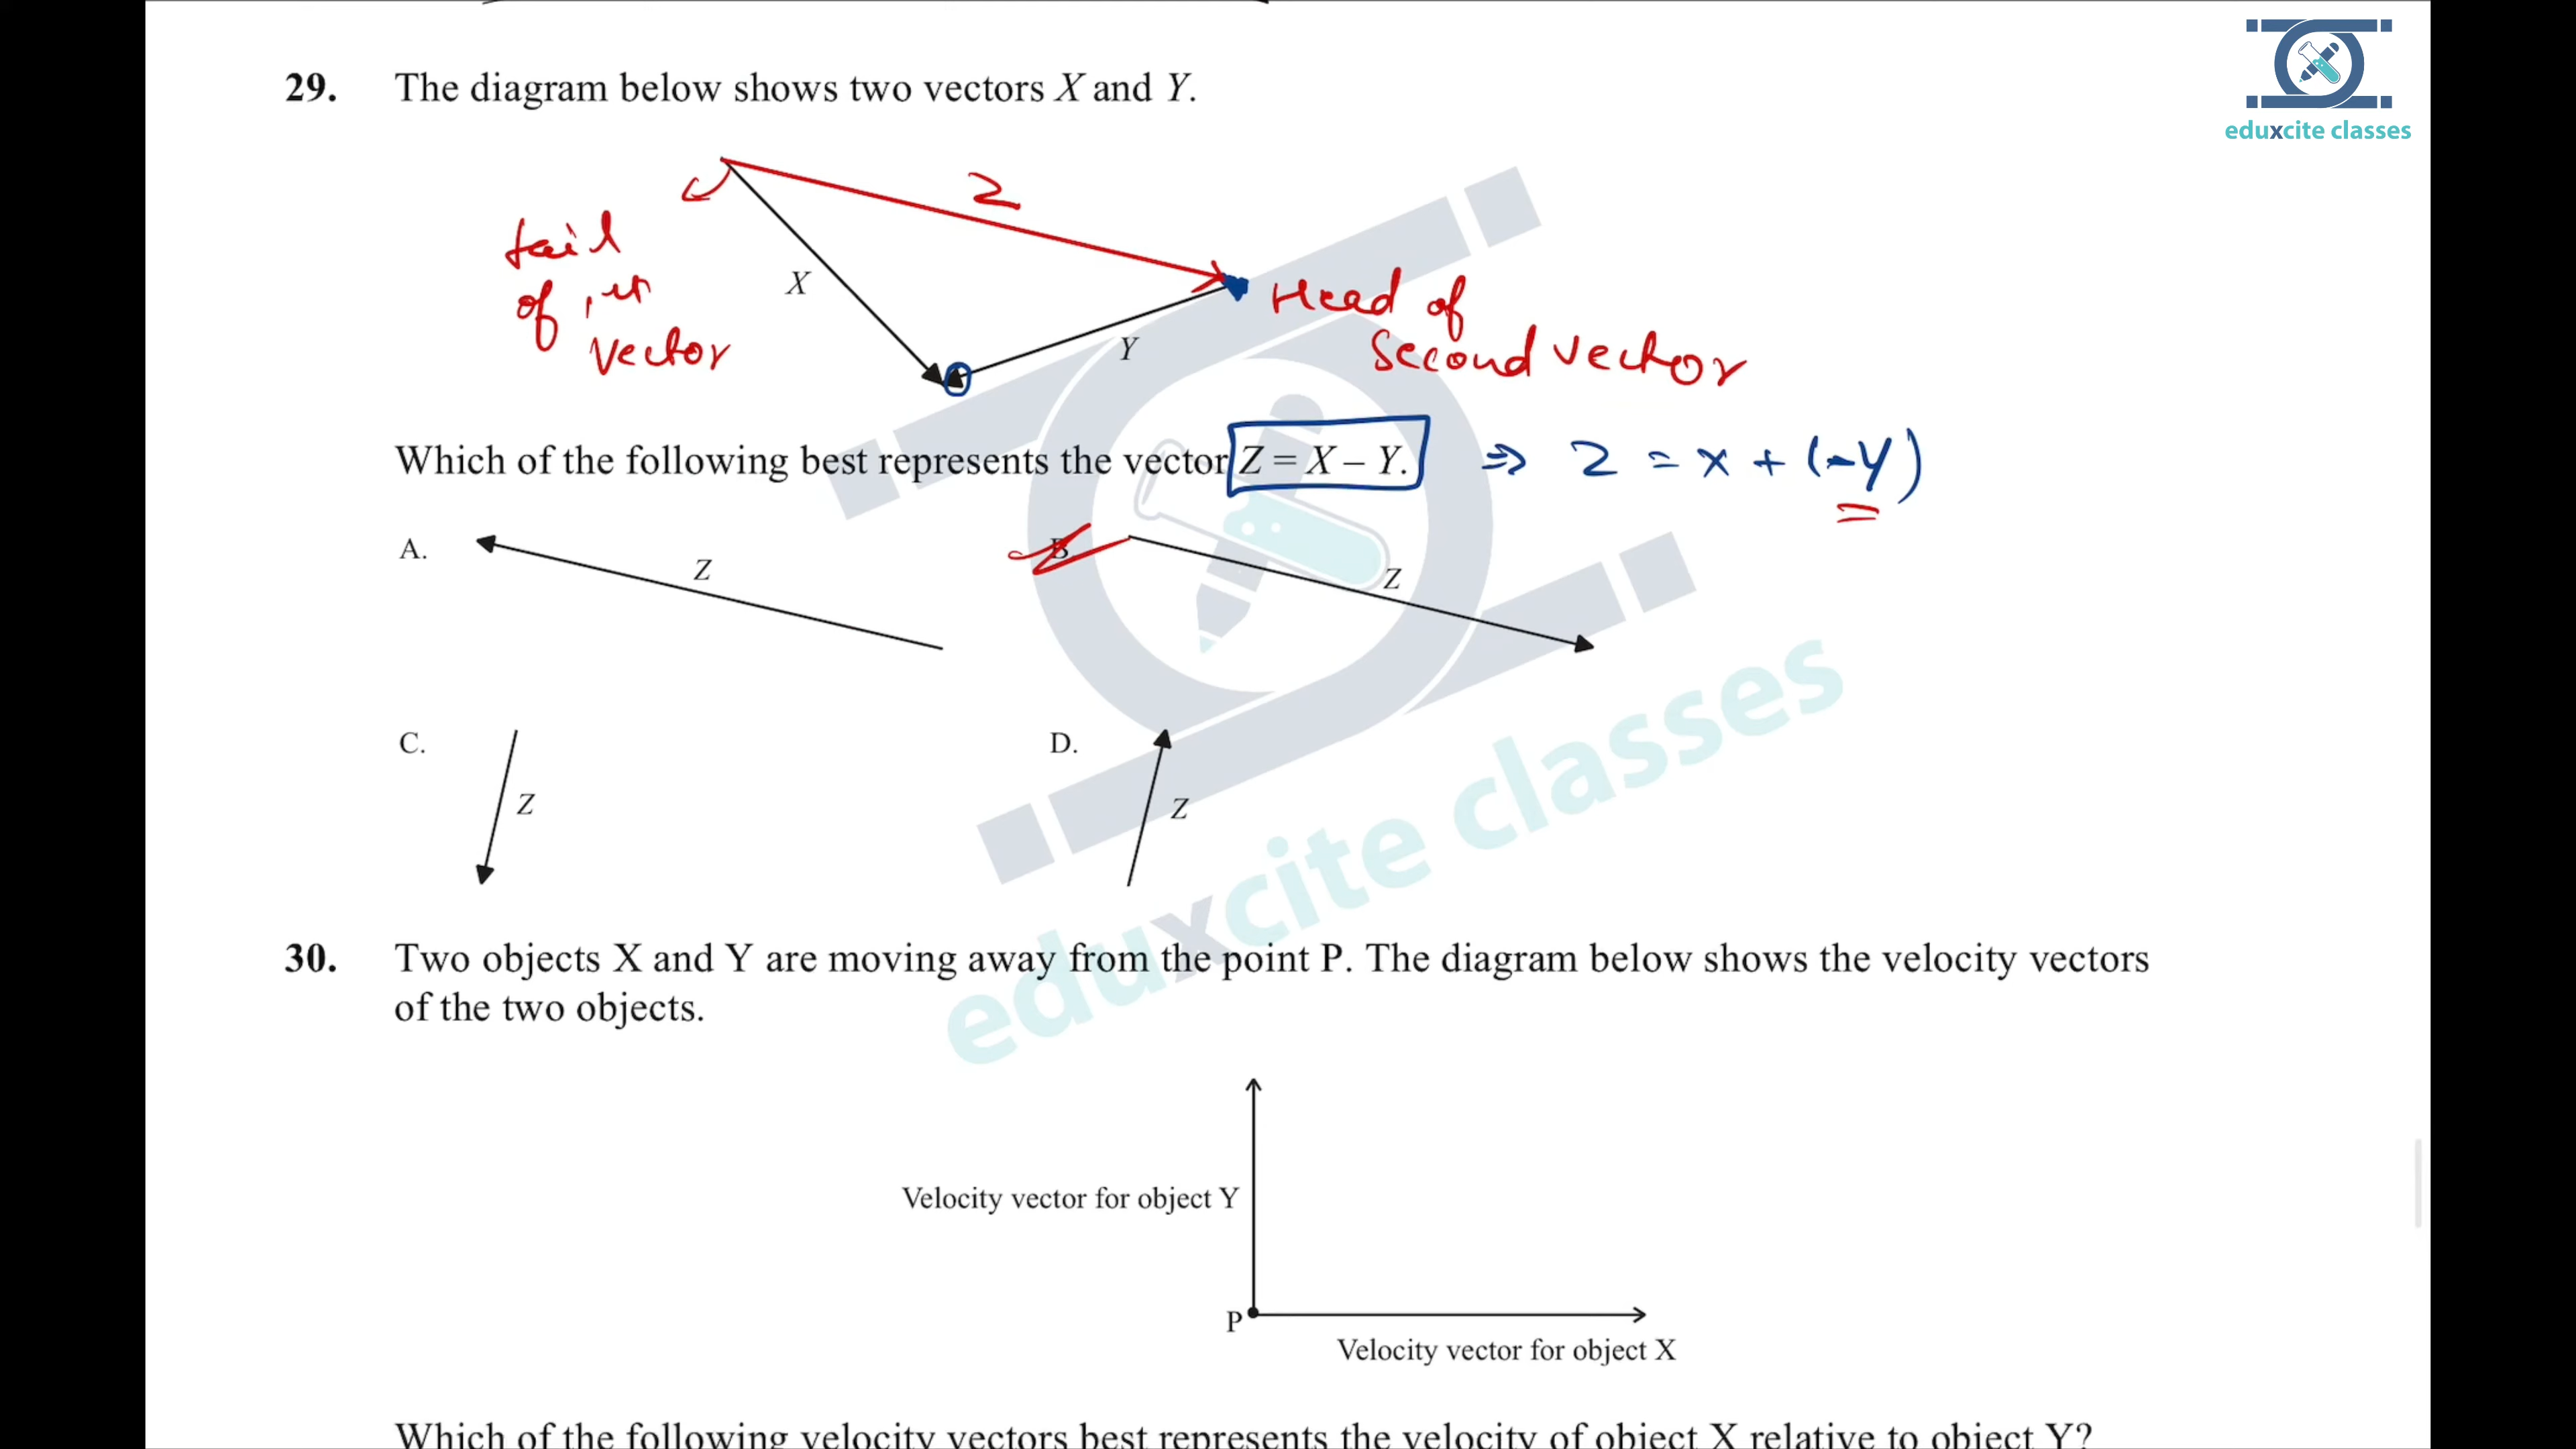 eduxcite classes
29. The diagram below shows two vectors X and Y.
Z
tail
of
vector
X
Head of
Second vector
Y
Which of the following best represents the vector Z = X – Y. ⇒ Z = X + (-Y)
A.
Z
B.
Z
C.
Z
D.
Z
eduxcite classes
30. Two objects X and Y are moving away from the point P. The diagram below shows the velocity vectors
of the two objects.
Velocity vector for object Y
P
Velocity vector for object X
Which of the following velocity vectors best represents the velocity of object X relative to object Y?